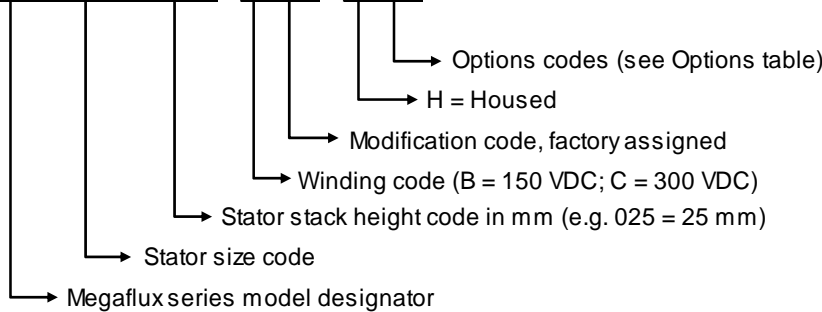 Options codes (see Options table)
H = Housed
Modification code, factory assigned
Winding code (B = 150 VDC; C = 300 VDC)
Stator stack height code in mm (e.g. 025 = 25 mm)
Stator size code
Megaflux series model designator